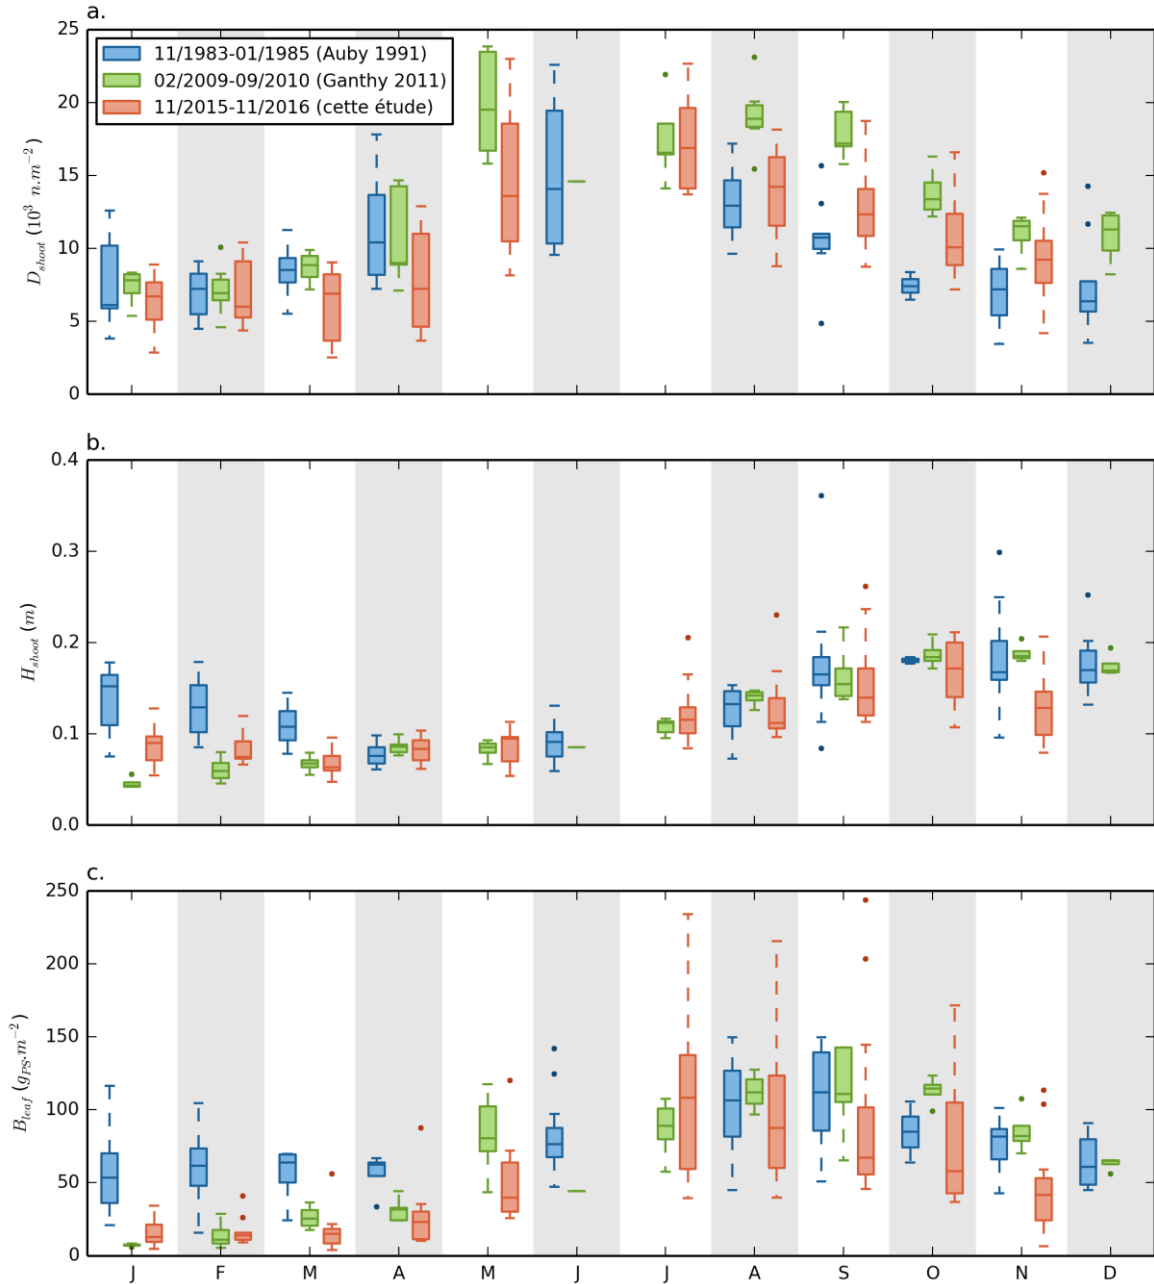 a.
25
20
15
10
5
0
D_shoot (10^3 n.m^-2)
11/1983-01/1985 (Auby 1991)
02/2009-09/2010 (Ganthy 2011)
11/2015-11/2016 (cette étude)
b.
0.4
0.3
0.2
0.1
0.0
H_shoot (m)
c.
250
200
150
100
50
0
B_leaf (g_PS.m^-2)
J F M A M J J A S O N D